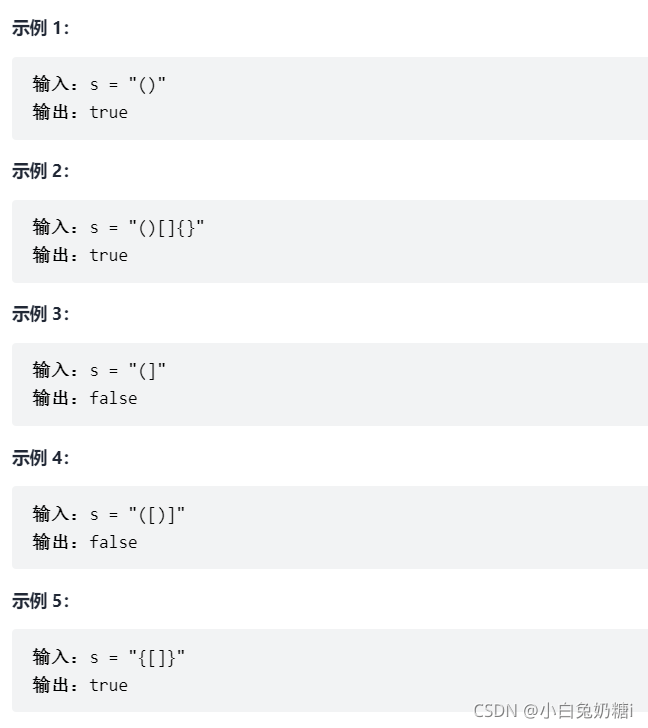 示例 1：
输入：s = "()"
输出：true
示例 2：
输入：s = "()[]{}"
输出：true
示例 3：
输入：s = "(]"
输出：false
示例 4：
输入：s = "([)]"
输出：false
示例 5：
输入：s = "{[]}"
输出：true
CSDN @小白兔奶糖i